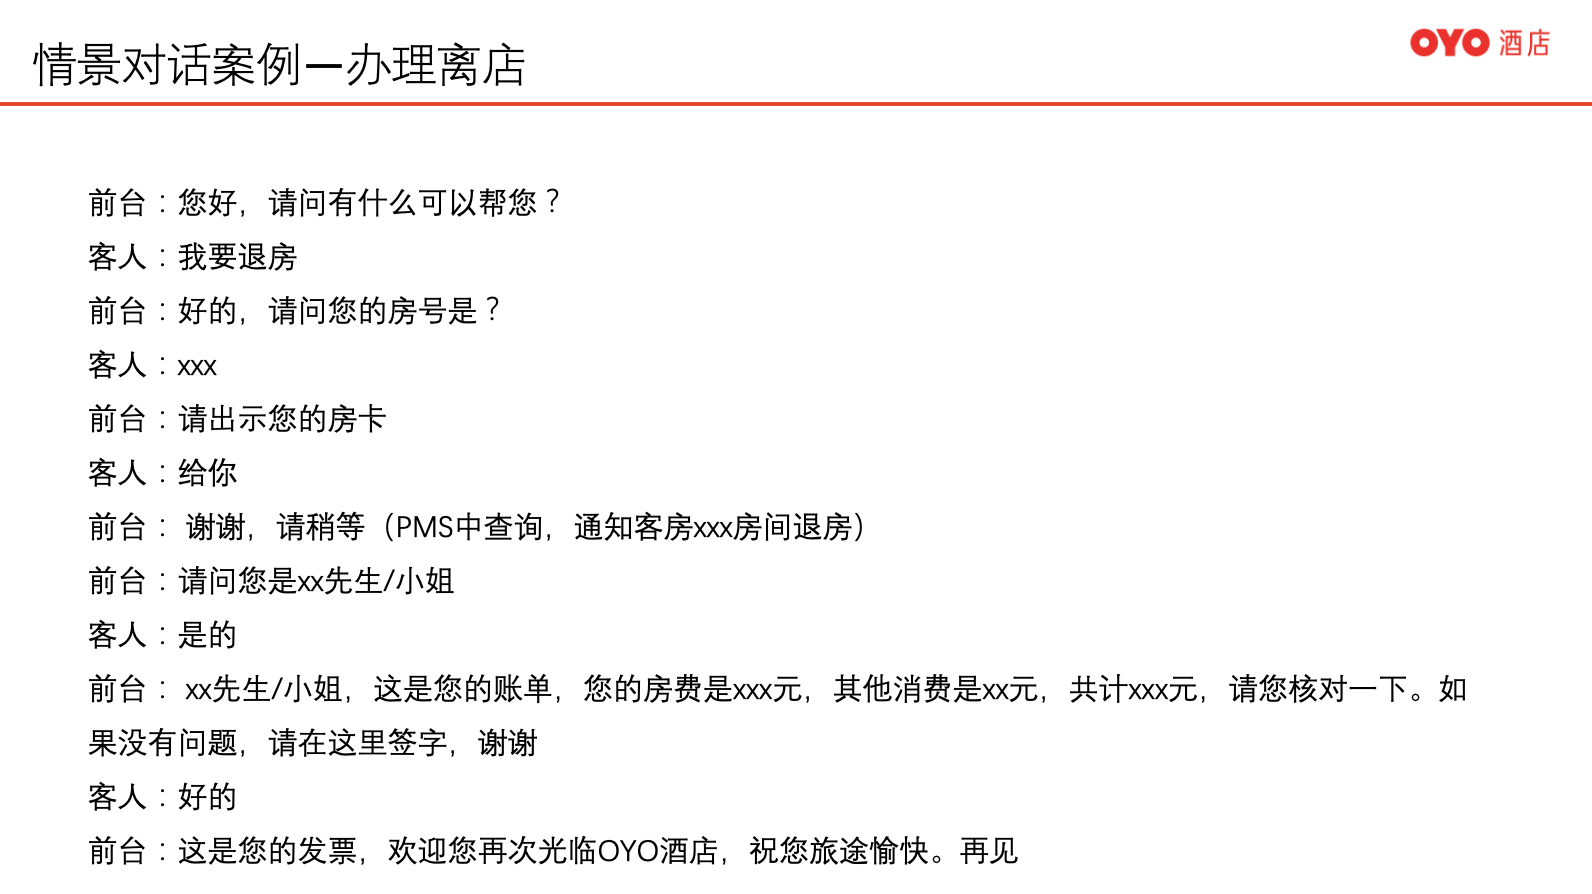 情景对话案例—办理离店
OYO 酒店
前台：您好，请问有什么可以帮您？
客人：我要退房
前台：好的，请问您的房号是？
客人：xxx
前台：请出示您的房卡
客人：给你
前台： 谢谢，请稍等（PMS中查询，通知客房xxx房间退房）
前台：请问您是xx先生/小姐
客人：是的
前台： xx先生/小姐，这是您的账单，您的房费是xxx元，其他消费是xx元，共计xxx元，请您核对一下。如
果没有问题，请在这里签字，谢谢
客人：好的
前台：这是您的发票，欢迎您再次光临OYO酒店，祝您旅途愉快。再见